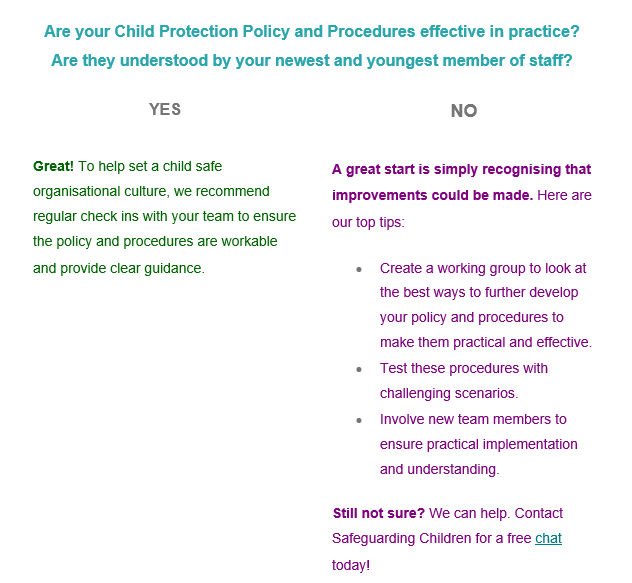 Are your Child Protection Policy and Procedures effective in practice?
Are they understood by your newest and youngest member of staff?
YES
Great! To help set a child safe
organisational culture, we recommend
regular check ins with your team to ensure
the policy and procedures are workable
and provide clear guidance.
NO
A great start is simply recognising that
improvements could be made. Here are
our top tips:
• Create a working group to look at
the best ways to further develop
your policy and procedures to
make them practical and effective.
• Test these procedures with
challenging scenarios.
• Involve new team members to
ensure practical implementation
and understanding.
Still not sure? We can help. Contact
Safeguarding Children for a free chat
today!